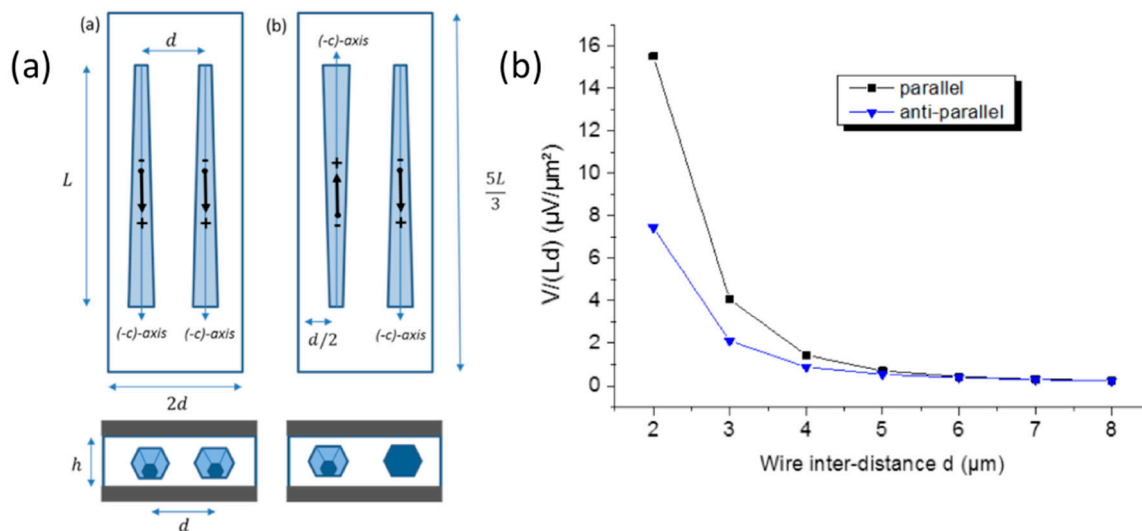 (a)
(a)
(b)
(-c)-axis
d
L
-
-
+
+
+
-
-
+
(-c)-axis
(-c)-axis
d/2
(-c)-axis
5L
3
2d
h
d
(b)
parallel
anti-parallel
V/(Ld) (µV/µm²)
16
14
12
10
8
6
4
2
0
2
3
4
5
6
7
8
Wire inter-distance d (µm)